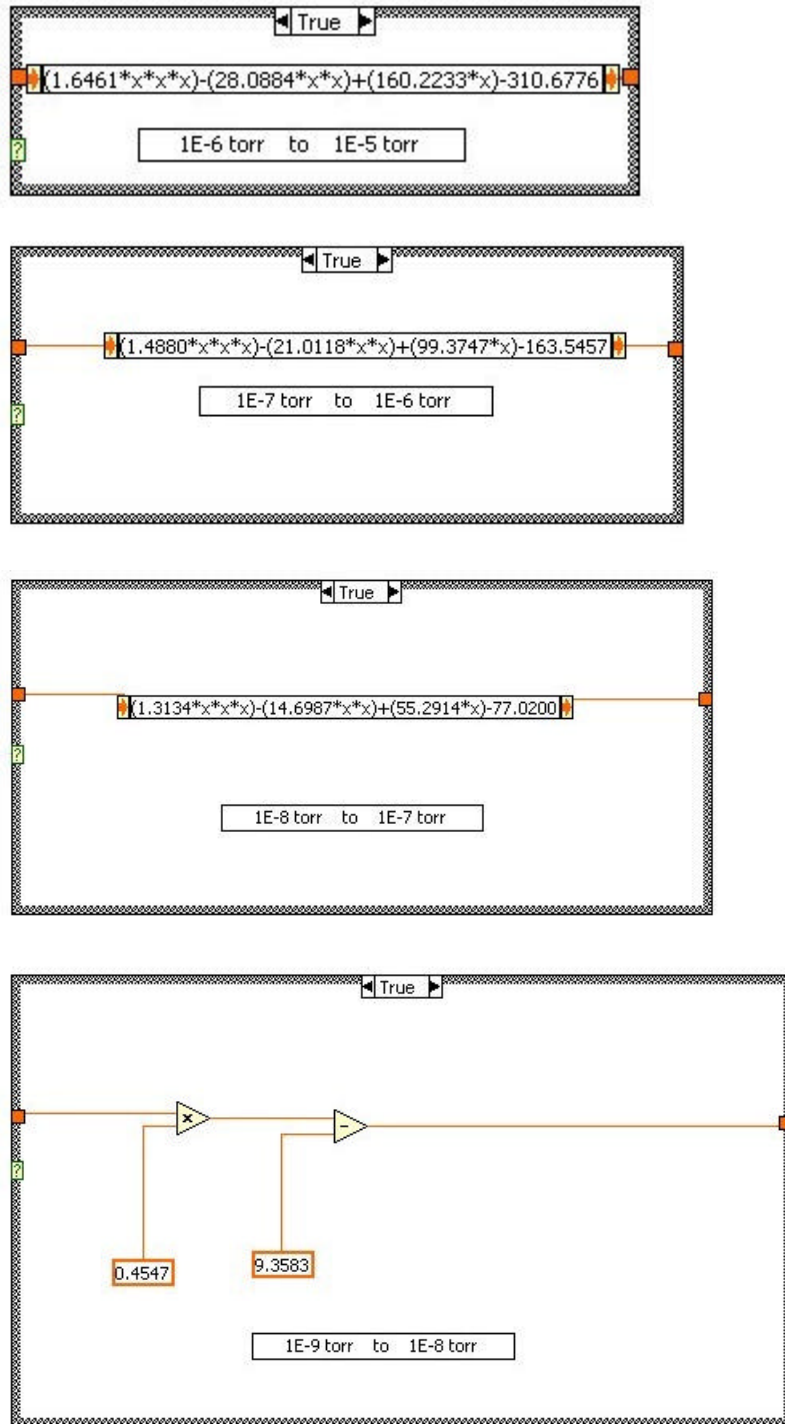 True
(1.6461*x*x*x)-(28.0884*x*x)+(160.2233*x)-310.6776
?
1E-6 torr to 1E-5 torr
True
(1.4880*x*x*x)-(21.0118*x*x)+(99.3747*x)-163.5457
1E-7 torr to 1E-6 torr
?
True
(1.3134*x*x*x)-(14.6987*x*x)+(55.2914*x)-77.0200
?
1E-8 torr to 1E-7 torr
True
x
-
?
0.4547
9.3583
1E-9 torr to 1E-8 torr